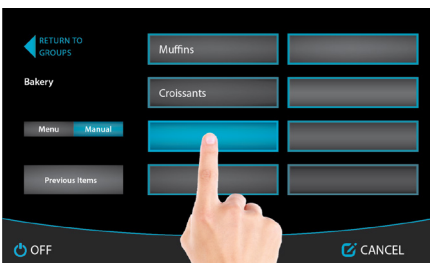 RETURN TO
GROUPS
Bakery
Menu
Manual
Previous Items
Muffins
Croissants
OFF
CANCEL